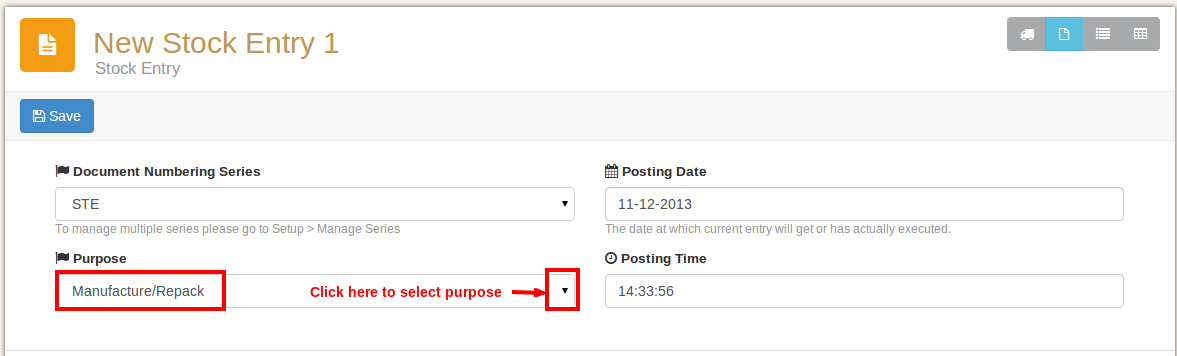 New Stock Entry 1
Stock Entry
Save
Document Numbering Series
STE
To manage multiple series please go to Setup > Manage Series
Posting Date
11-12-2013
The date at which current entry will get or has actually executed.
Purpose
Manufacture/Repack
Click here to select purpose
Posting Time
14:33:56